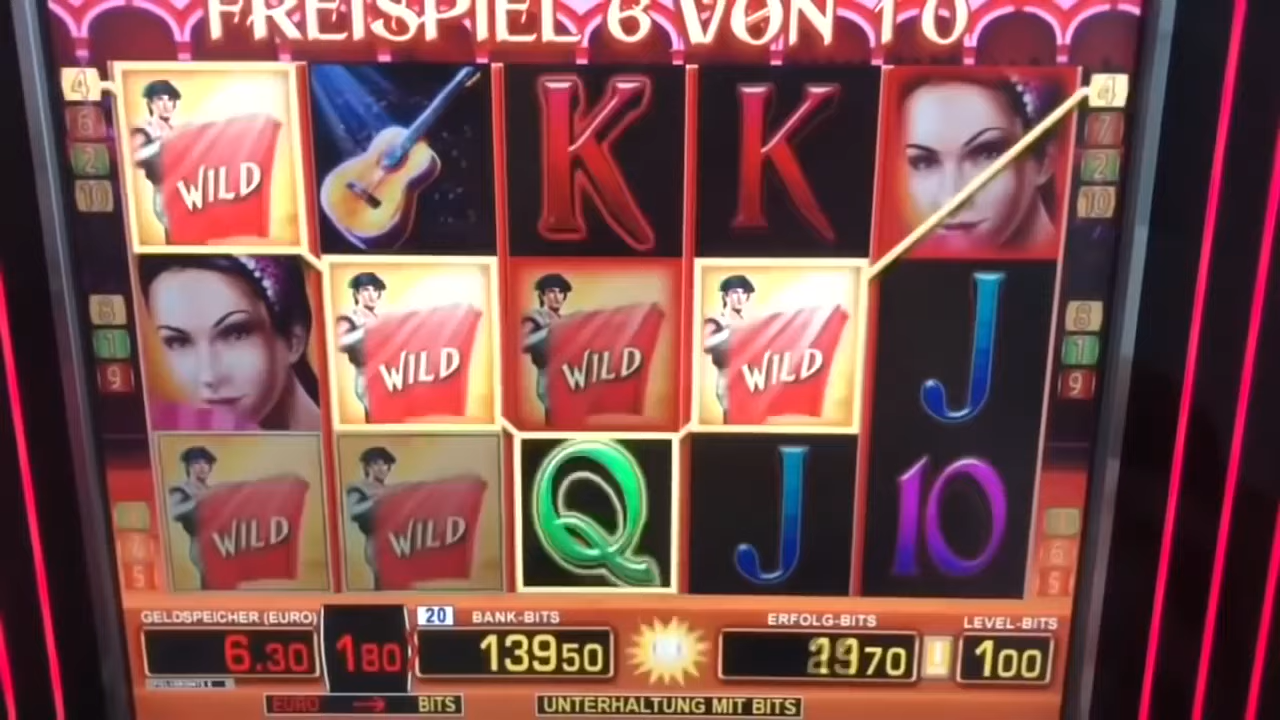 FREISPIEL 6 VON 10
4 WILD K K 4
6 7
2 2
10 10
8 WILD WILD WILD J 8
1 1
9 9
WILD WILD Q J 10
5 5
GELDSPEICHER (EURO) 20 BANK-BITS ERFOLG-BITS LEVEL-BITS
6.30 180 13950 70 100
EURO → BITS UNTERHALTUNG MIT BITS